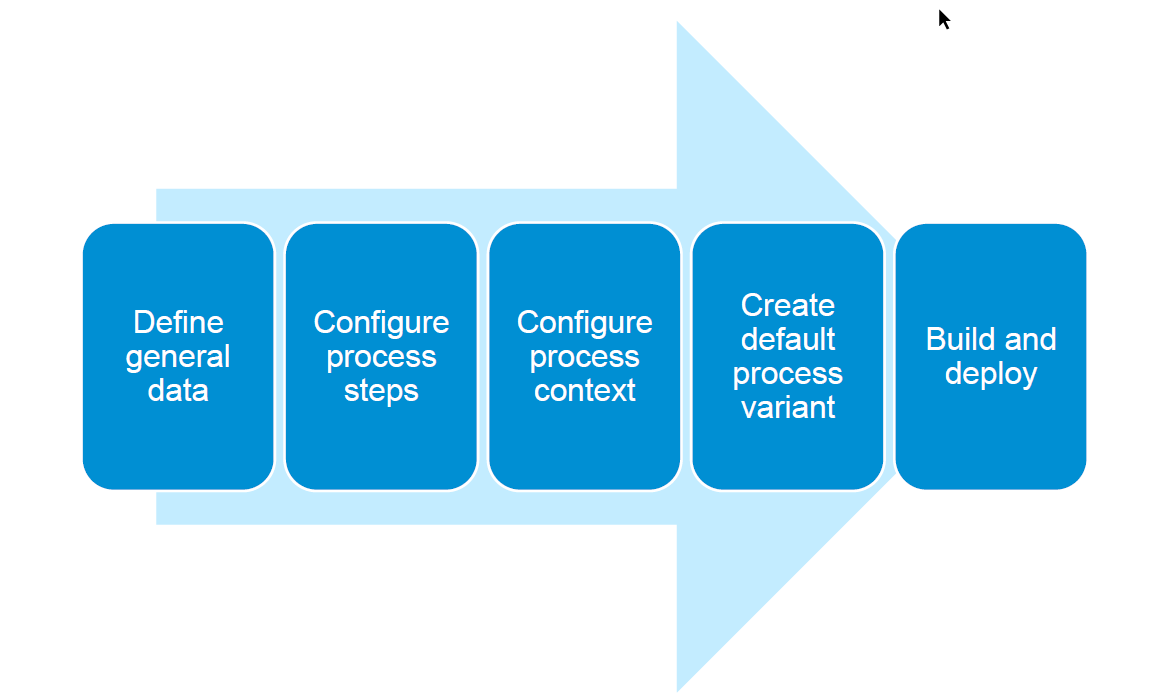 Define
general
data
Configure
process
steps
Configure
process
context
Create
default
process
variant
Build and
deploy